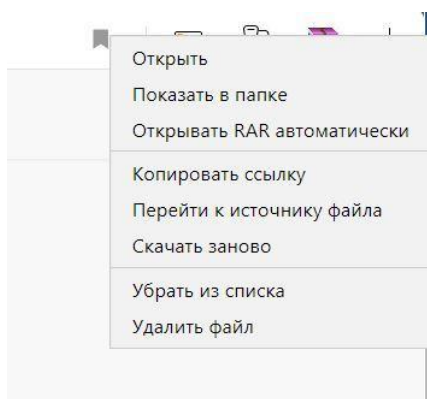 Открыть
Показать в папке
Открывать RAR автоматически
Копировать ссылку
Перейти к источнику файла
Скачать заново
Убрать из списка
Удалить файл